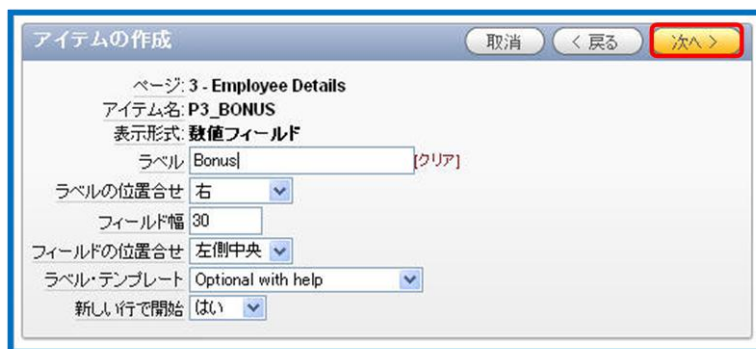 アイテムの作成 取消 < 戻る 次へ >
ページ: 3 - Employee Details
アイテム名: P3_BONUS
表示形式: 数値フィールド
ラベル Bonus [クリア]
ラベルの位置合せ 右
フィールド幅 30
フィールドの位置合せ 左側中央
ラベル・テンプレート Optional with help
新しい行で開始 はい